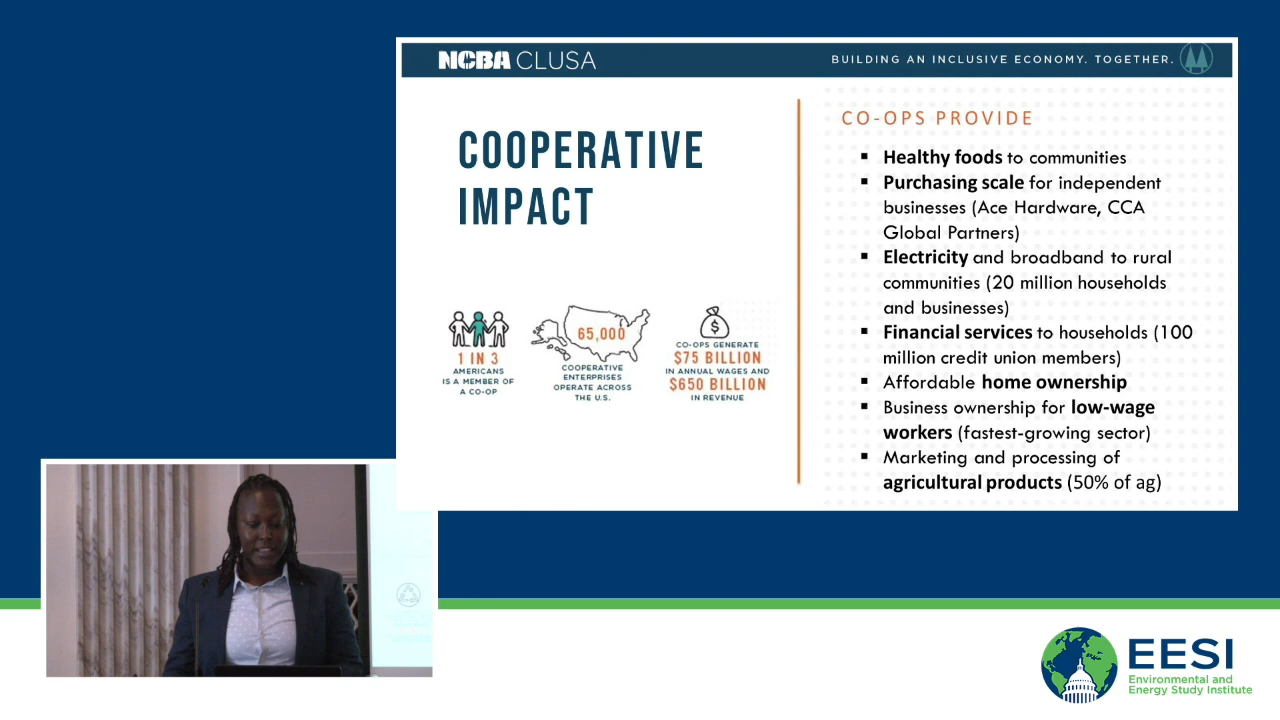 NCBA CLUSA
BUILDING AN INCLUSIVE ECONOMY. TOGETHER.
COOPERATIVE
IMPACT
1 IN 3
AMERICANS
IS A MEMBER OF
A CO-OP
65,000
COOPERATIVE
ENTERPRISES
OPERATE ACROSS
THE U.S.
$
CO-OPS GENERATE
$75 BILLION
IN ANNUAL WAGES AND
$650 BILLION
IN REVENUE
CO-OPS PROVIDE
▪ Healthy foods to communities
▪ Purchasing scale for independent
businesses (Ace Hardware, CCA
Global Partners)
▪ Electricity and broadband to rural
communities (20 million households
and businesses)
▪ Financial services to households (100
million credit union members)
▪ Affordable home ownership
▪ Business ownership for low-wage
workers (fastest-growing sector)
▪ Marketing and processing of
agricultural products (50% of ag)
EESI
Environmental and
Energy Study Institute